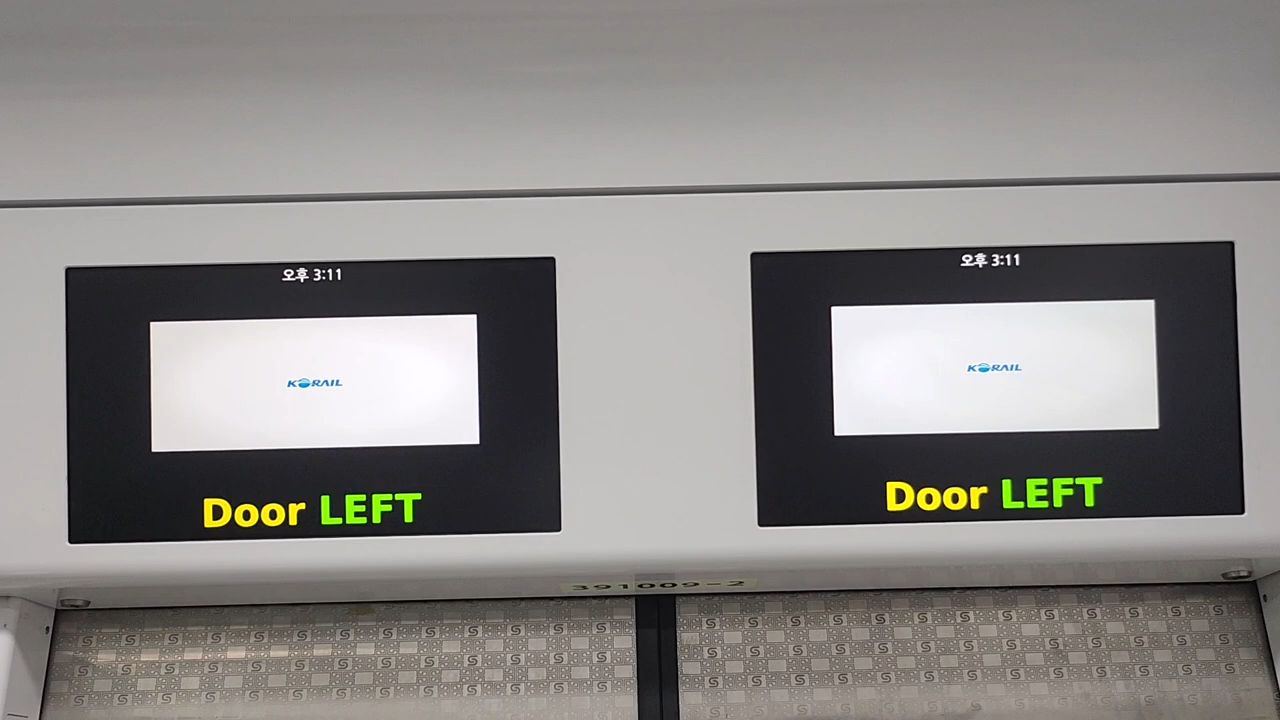 오후 3:11
KORAIL
Door LEFT
오후 3:11
KORAIL
Door LEFT
391009-2